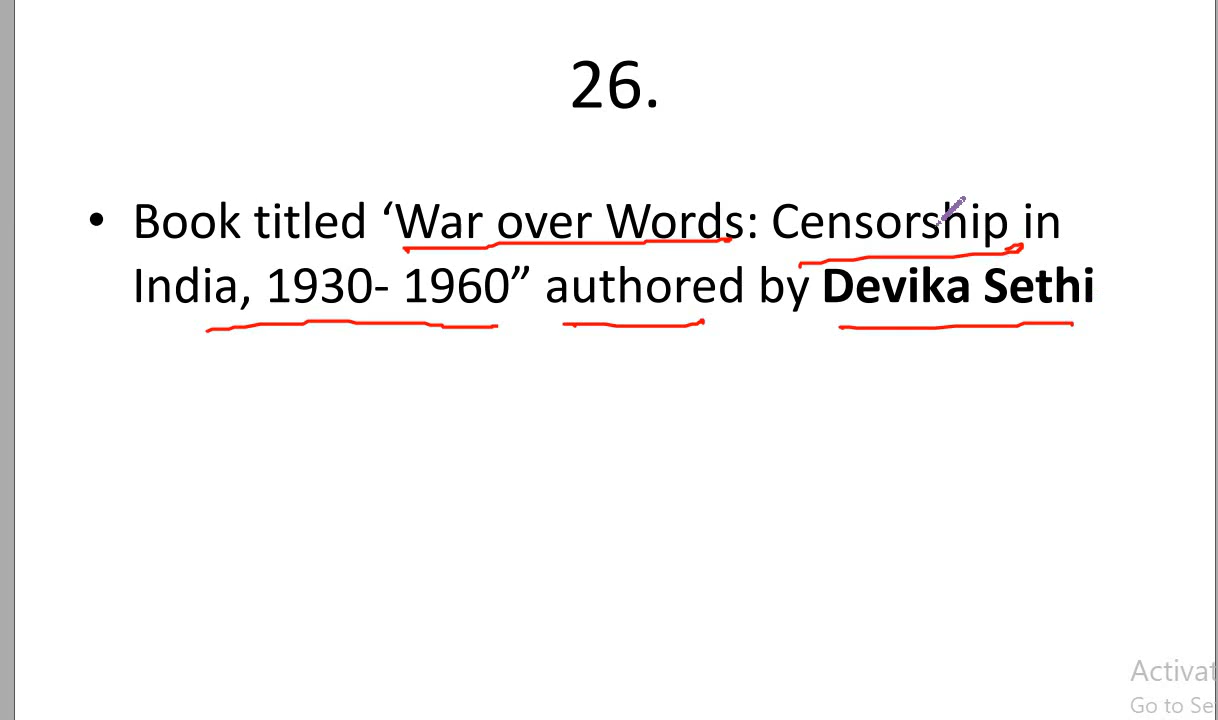 26.
• Book titled ‘War over Words: Censorship in
India, 1930- 1960” authored by Devika Sethi
Activat
Go to Se